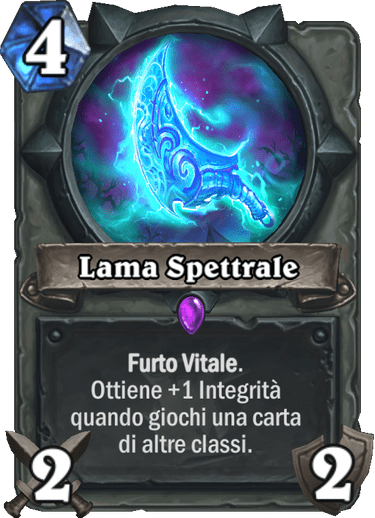 4
Lama Spettrale
Furto Vitale.
Ottiene +1 Integrità
quando giochi una carta
di altre classi.
2
2